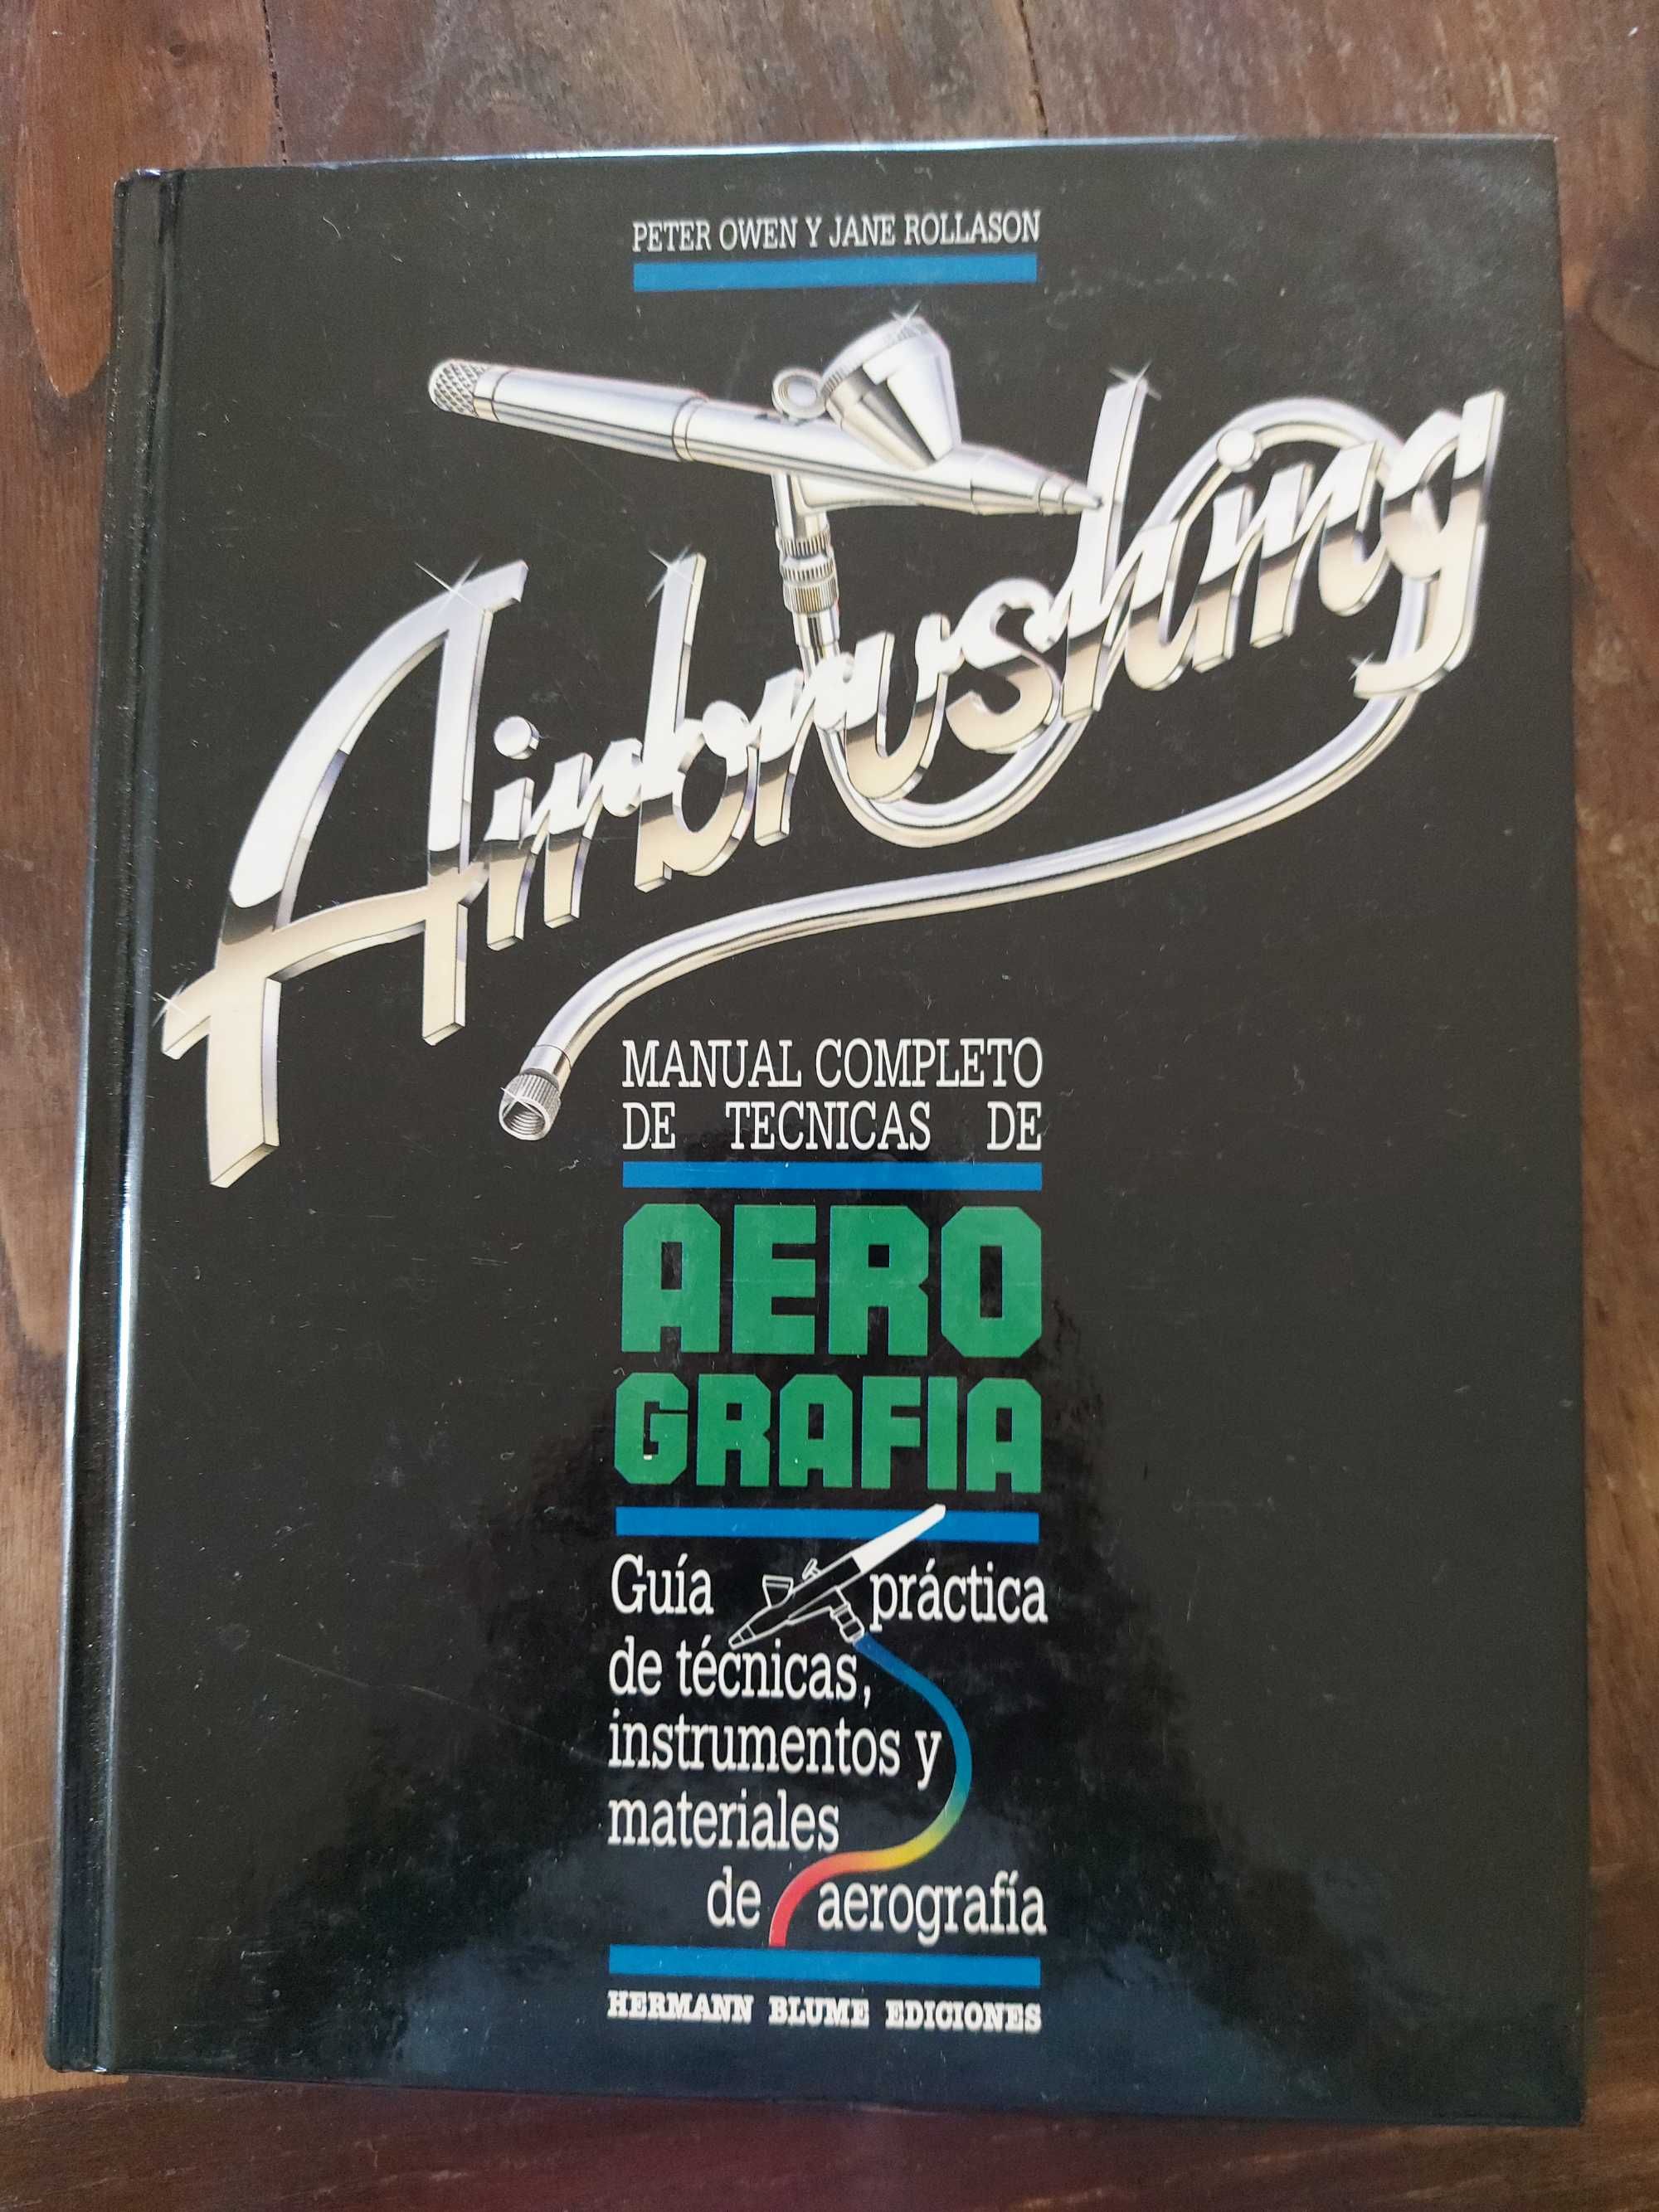 PETER OWEN Y JANE ROLLASON
Airbrushing
MANUAL COMPLETO
DE TECNICAS DE
AERO
GRAFIA
Guía práctica
de técnicas,
instrumentos y
materiales
de aerografía
HERMANN BLUME EDICIONES